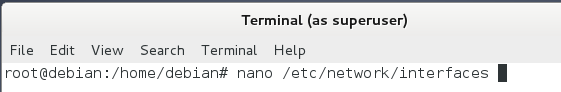 Terminal (as superuser)
File Edit View Search Terminal Help
root@debian:/home/debian# nano /etc/network/interfaces